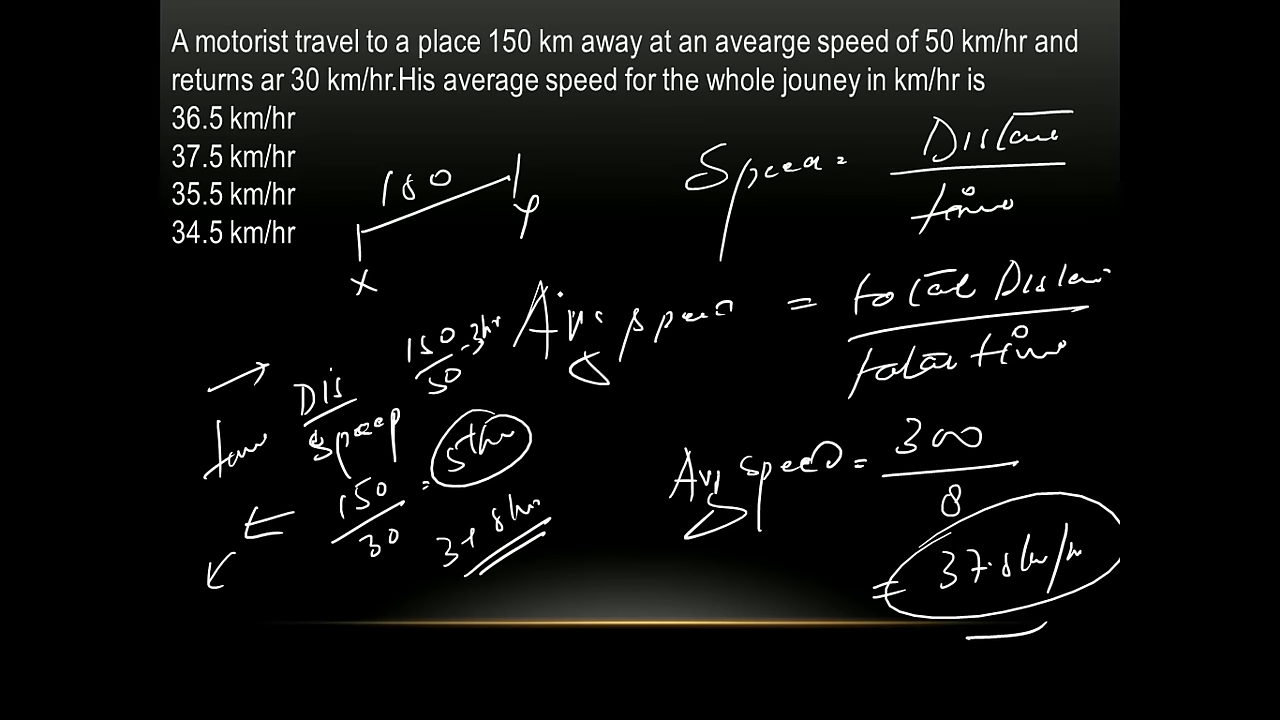 A motorist travel to a place 150 km away at an avearge speed of 50 km/hr and
returns ar 30 km/hr.His average speed for the whole jouney in km/hr is
36.5 km/hr
37.5 km/hr
35.5 km/hr
34.5 km/hr
150
X
Y
Speed = Distance
time
Avg speed = total Distan
total time
150
50
3hr
Dis
time
speed
150
30
= 5 hr
3+
Avg speed = 300
8
= 37.5 km/hr